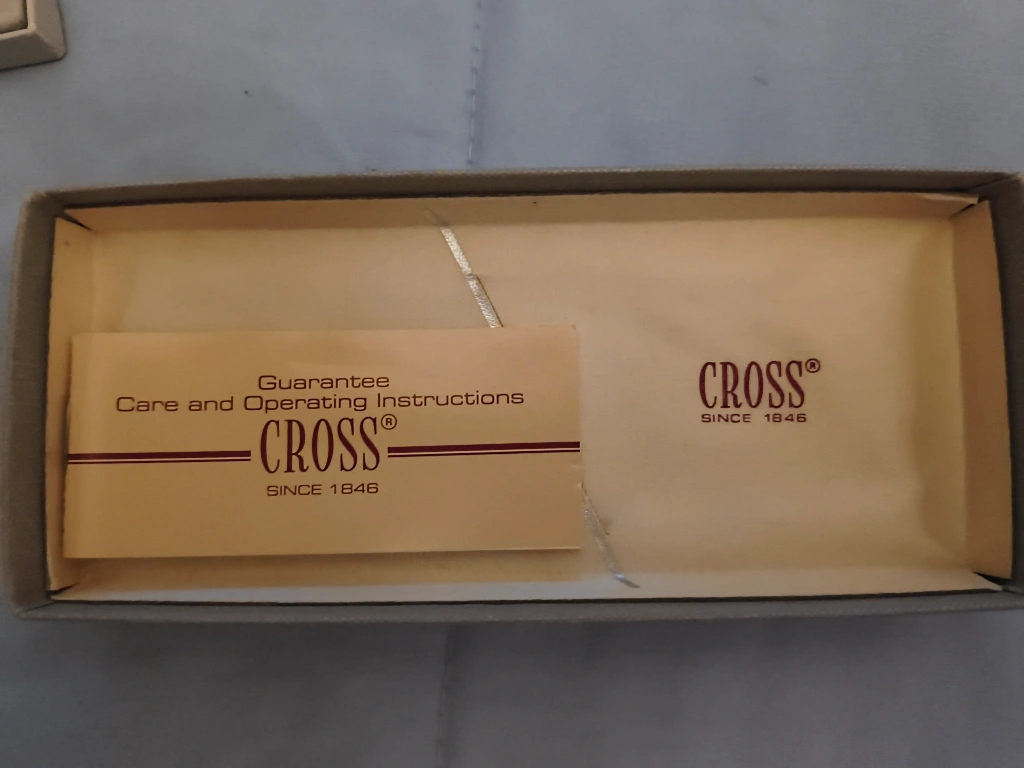 Guarantee
Care and Operating Instructions
CROSS®
SINCE 1846
CROSS®
SINCE 1846